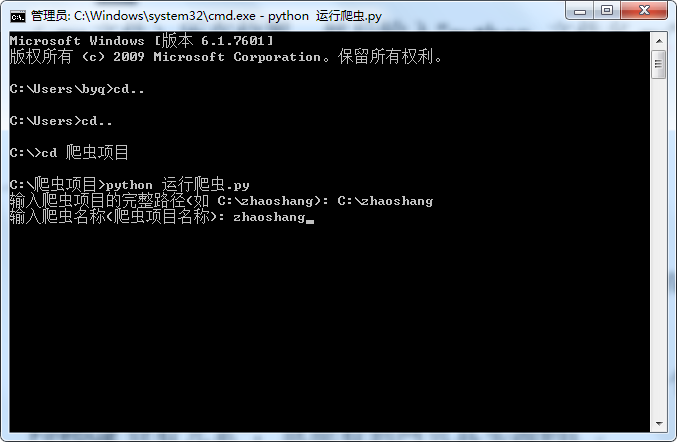 管理员: C:\Windows\system32\cmd.exe - python 运行爬虫.py
Microsoft Windows [版本 6.1.7601]
版权所有 (c) 2009 Microsoft Corporation。保留所有权利。
C:\Users\byq>cd..
C:\Users>cd..
C:\>cd 爬虫项目
C:\爬虫项目>python 运行爬虫.py
输入爬虫项目的完整路径(如 C:\zhaoshang): C:\zhaoshang
输入爬虫名称(爬虫项目名称): zhaoshang